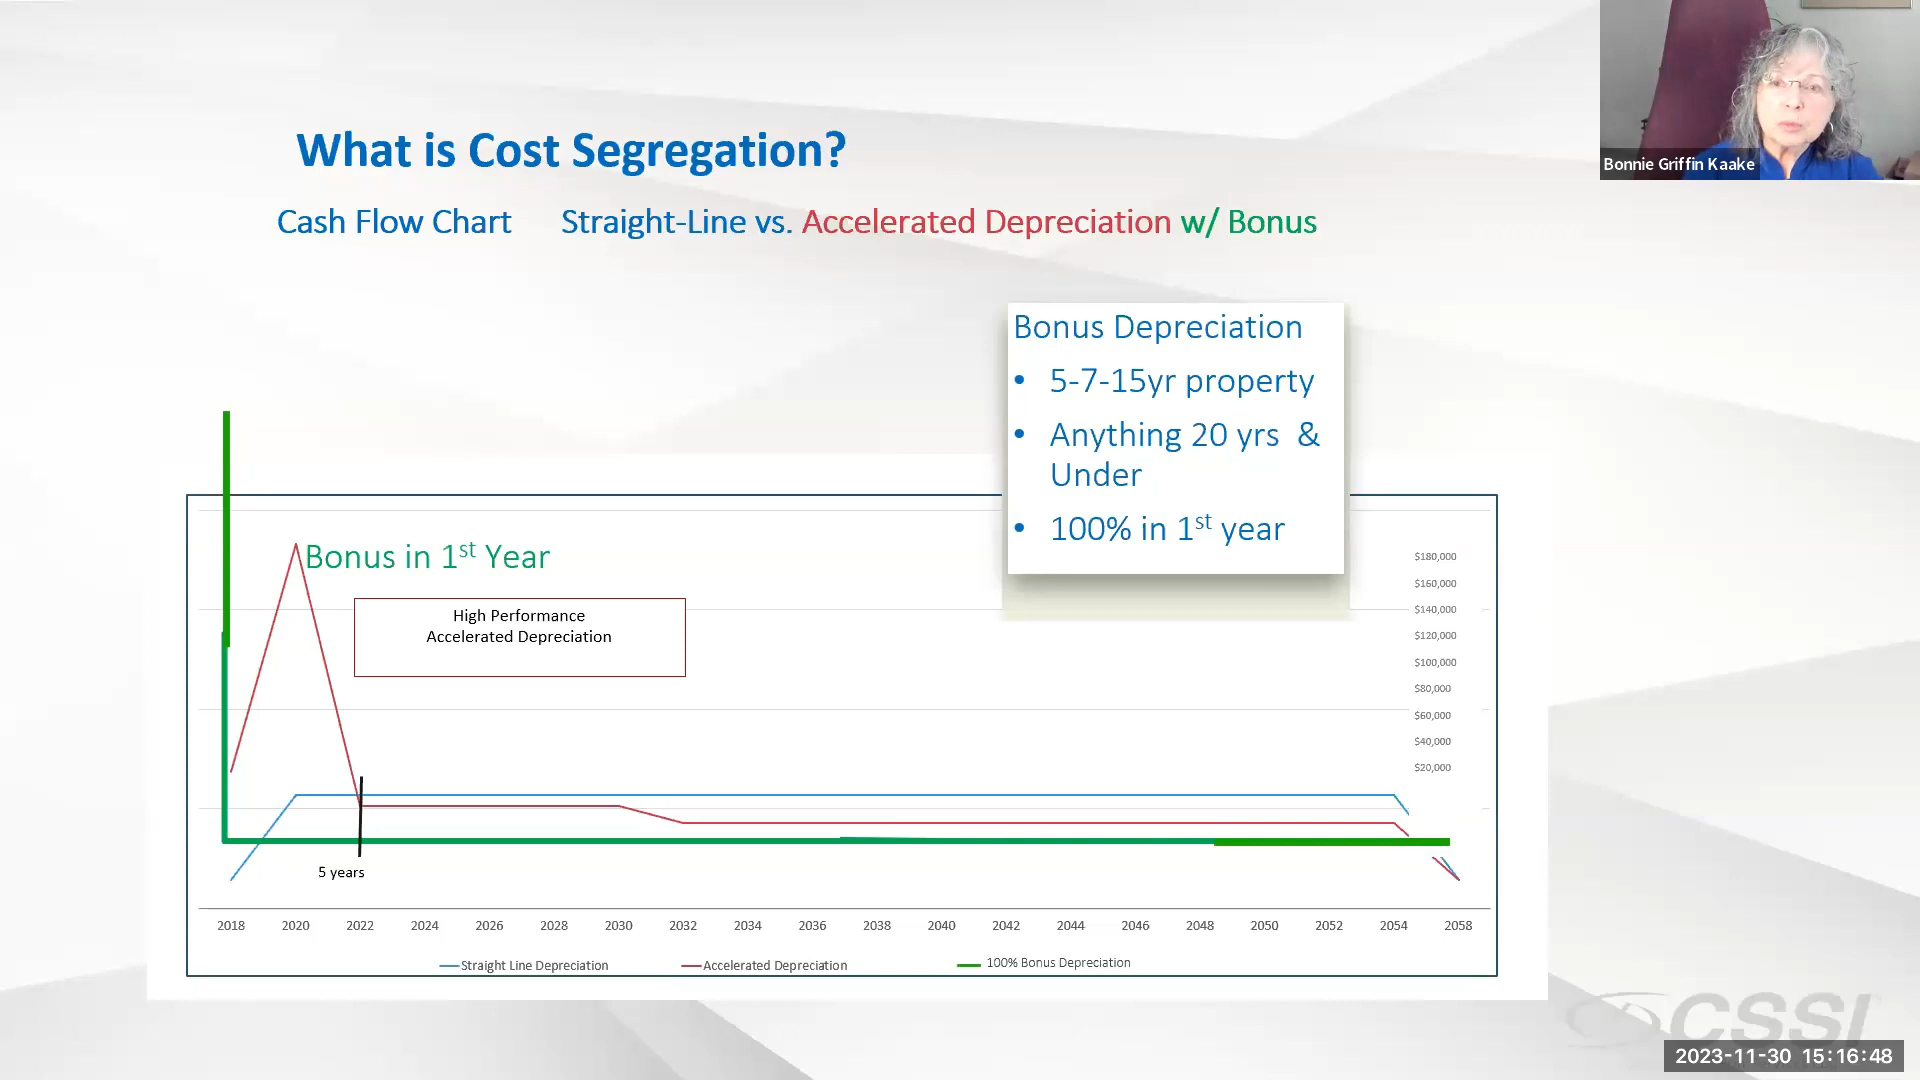 Bonnie Griffin Kaake
What is Cost Segregation?
Cash Flow Chart Straight-Line vs. Accelerated Depreciation w/ Bonus
Bonus Depreciation
• 5-7-15yr property
• Anything 20 yrs &
Under
• 100% in 1st year
Bonus in 1st Year
High Performance
Accelerated Depreciation
$180,000
$160,000
$140,000
$120,000
$100,000
$80,000
$60,000
$40,000
$20,000
5 years
2018 2020 2022 2024 2026 2028 2030 2032 2034 2036 2038 2040 2042 2044 2046 2048 2050 2052 2054 2058
Straight Line Depreciation Accelerated Depreciation 100% Bonus Depreciation
CSSI
2023-11-30 15:16:48